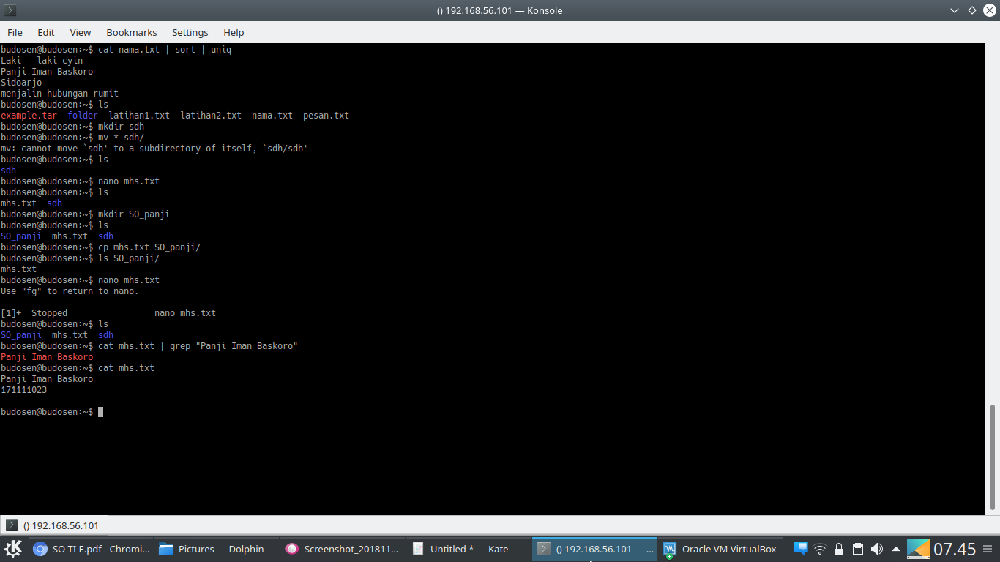 () 192.168.56.101 — Konsole
File Edit View Bookmarks Settings Help
budosen@budosen:~$ cat nama.txt | sort | uniq
Laki - laki cyin
Panji Iman Baskoro
Sidoarjo
menjalin hubungan rumit
budosen@budosen:~$ ls
example.tar folder latihan1.txt latihan2.txt nama.txt pesan.txt
budosen@budosen:~$ mkdir sdh
budosen@budosen:~$ mv * sdh/
mv: cannot move `sdh' to a subdirectory of itself, `sdh/sdh'
budosen@budosen:~$ ls
sdh
budosen@budosen:~$ nano mhs.txt
budosen@budosen:~$ ls
mhs.txt sdh
budosen@budosen:~$ mkdir SO_panji
budosen@budosen:~$ ls
SO_panji mhs.txt sdh
budosen@budosen:~$ cp mhs.txt SO_panji/
budosen@budosen:~$ ls SO_panji/
mhs.txt
budosen@budosen:~$ nano mhs.txt
Use "fg" to return to nano.
[1]+ Stopped nano mhs.txt
budosen@budosen:~$ ls
SO_panji mhs.txt sdh
budosen@budosen:~$ cat mhs.txt | grep "Panji Iman Baskoro"
Panji Iman Baskoro
budosen@budosen:~$ cat mhs.txt
Panji Iman Baskoro
171111023
budosen@budosen:~$
() 192.168.56.101
SO TI E.pdf - Chromi... Pictures — Dolphin Screenshot_201811... Untitled * — Kate () 192.168.56.101 — ... Oracle VM VirtualBox 07.45